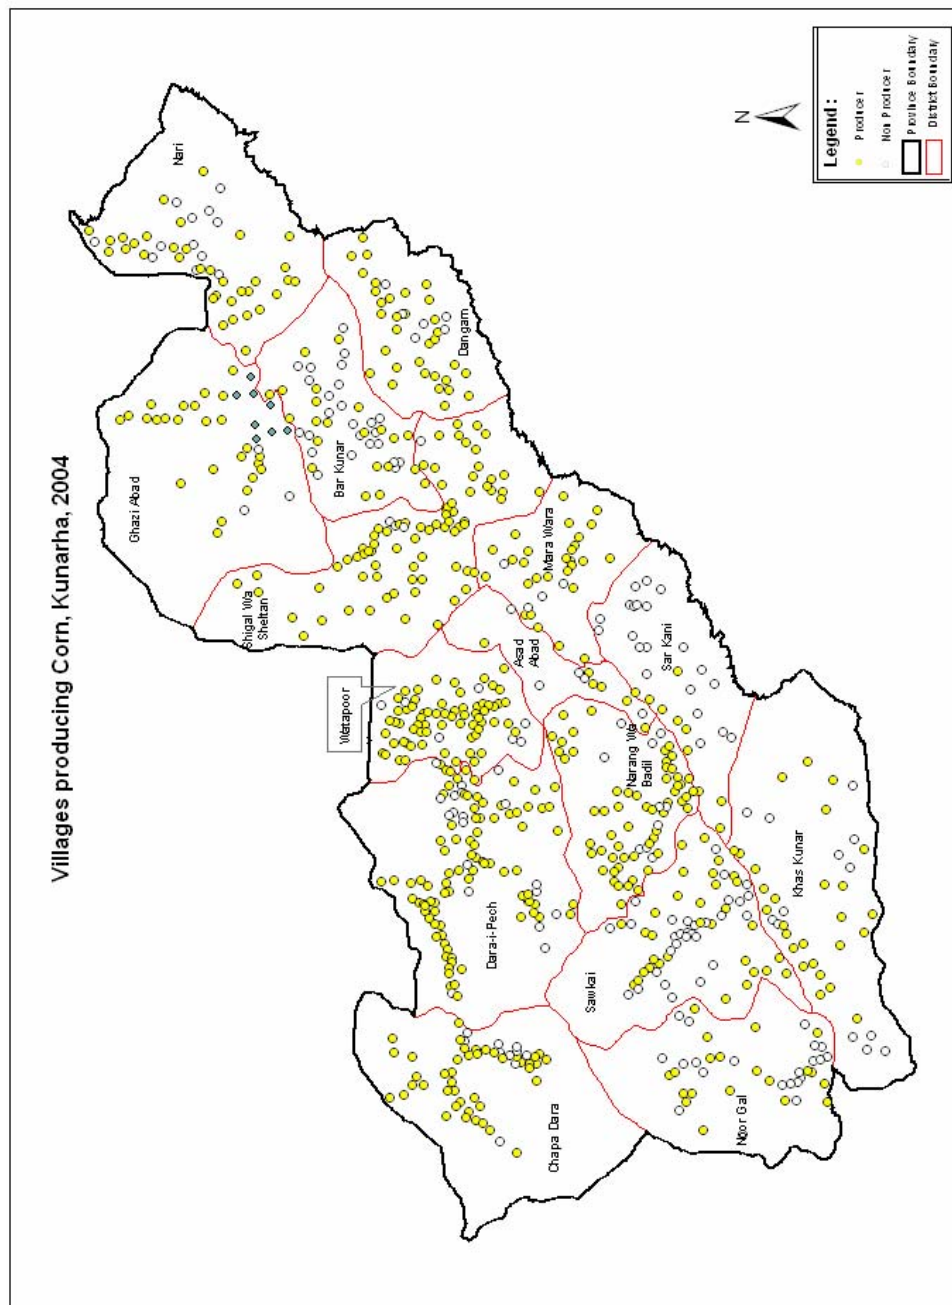 Villages producing Corn, Kunarha, 2004
N
Legend :
Producer
Non Producer
Province Boundary
District Boundary
Nari
Ghazi Abad
Bar Kunar
Dangam
Shigal Wa
Sheltan
Watapoor
Asad
Abad
Mara Wara
Sar Kani
Narang Wa
Badil
Dara-i-Pech
Sawkai
Khas Kunar
Chapa Dara
Noor Gal